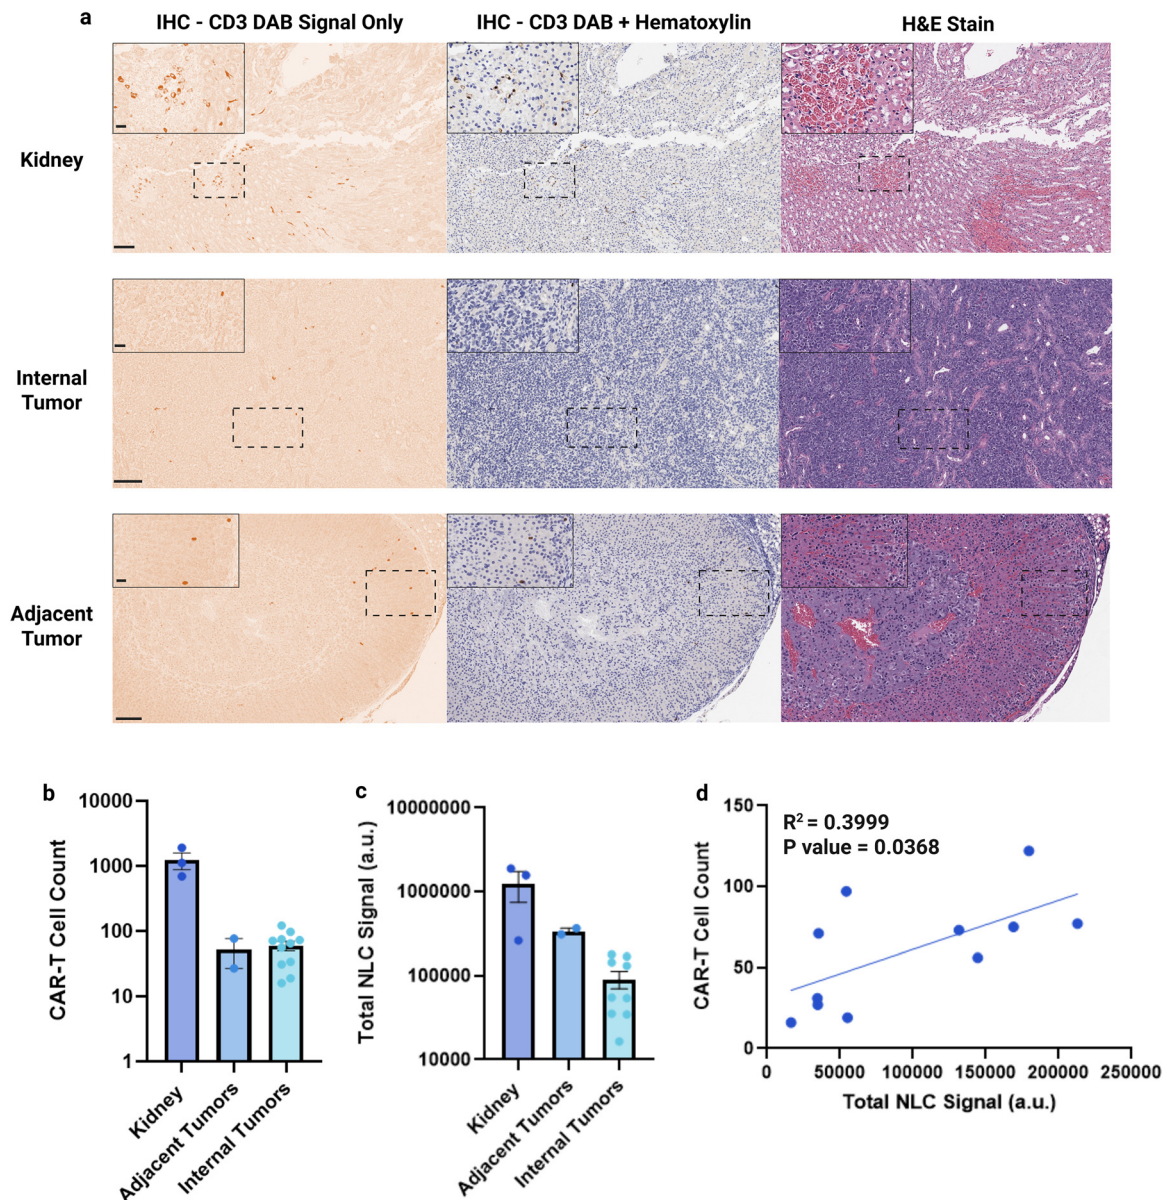 a
IHC - CD3 DAB Signal Only
IHC - CD3 DAB + Hematoxylin
H&E Stain
Kidney
Internal
Tumor
Adjacent
Tumor
b
CAR-T Cell Count
10000
1000
100
10
1
Kidney
Adjacent Tumors
Internal Tumors
c
Total NLC Signal (a.u.)
10000000
1000000
100000
10000
Kidney
Adjacent Tumors
Internal Tumors
d
R2 = 0.3999
P value = 0.0368
CAR-T Cell Count
150
100
50
0
0 50000 100000 150000 200000 250000
Total NLC Signal (a.u.)